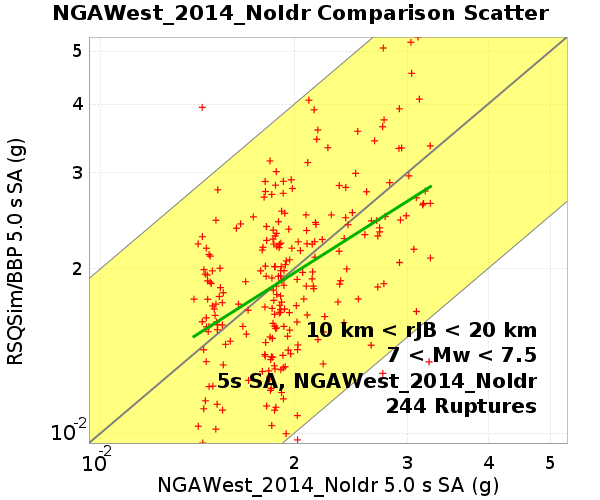 NGAWest_2014_NoIdr Comparison Scatter
RSQSim/BBP 5.0 s SA (g)
5
4
3
2
10-2
10 km < rJB < 20 km
7 < Mw < 7.5
5s SA, NGAWest_2014_NoIdr
244 Ruptures
10-2 2 3 4 5
NGAWest_2014_NoIdr 5.0 s SA (g)